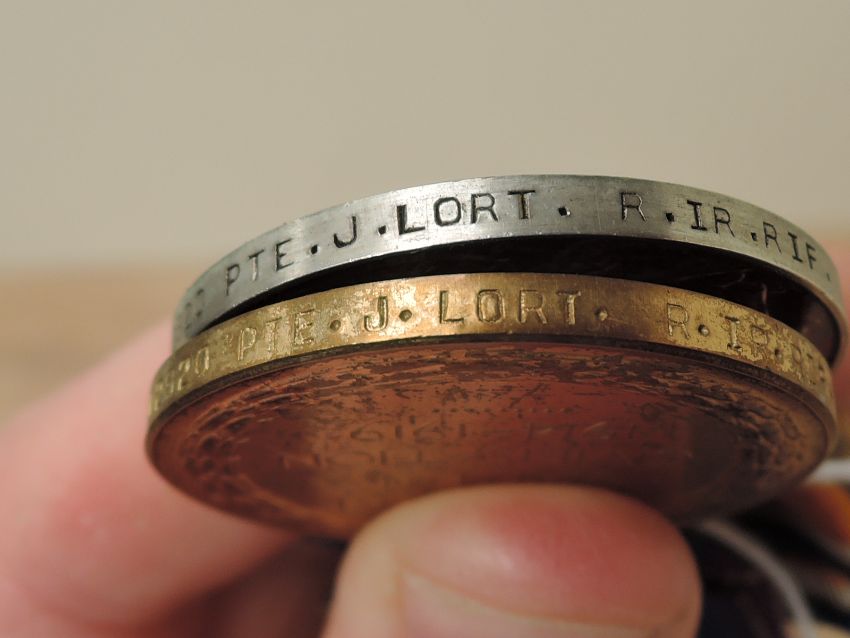 PTE. J. LORT. R. IR. RIF.
PTE. J. LORT. R. IR.